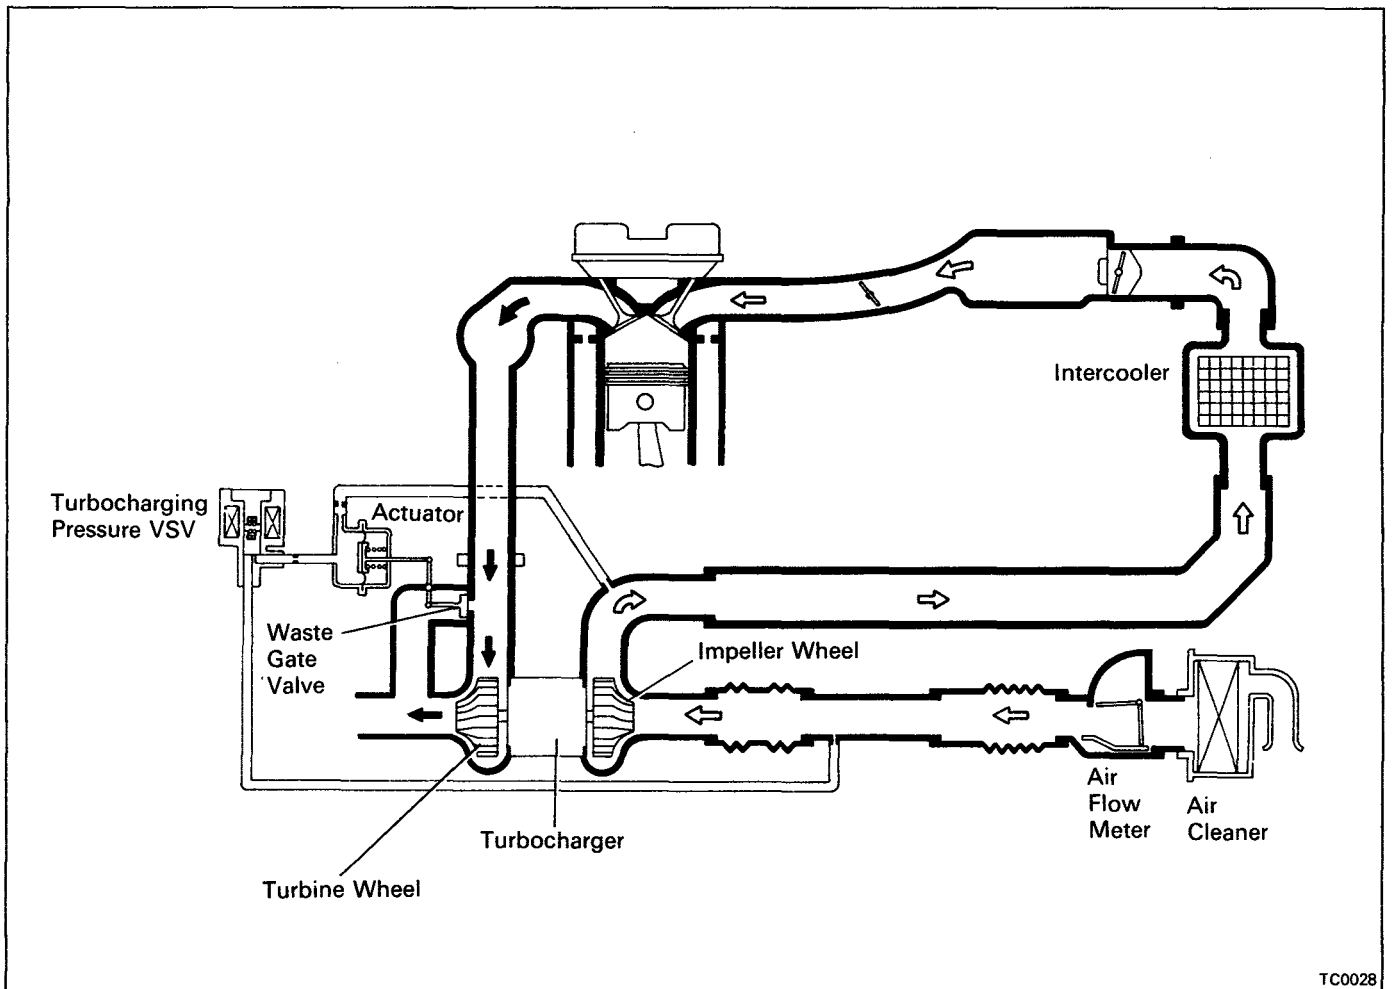 Intercooler
Turbocharging
Pressure VSV
Actuator
Waste
Gate
Valve
Impeller Wheel
Air
Flow
Meter
Air
Cleaner
Turbocharger
Turbine Wheel
TC0028